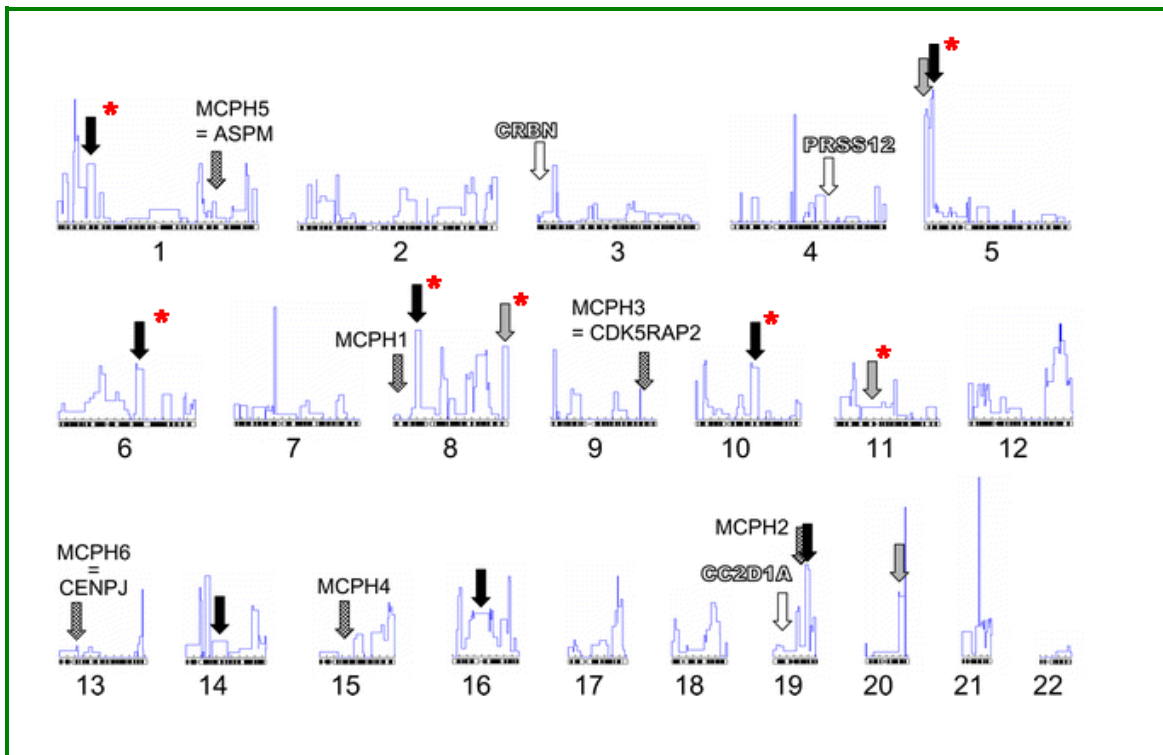 MCPH5
= ASPM
CRBN
PRSS12
*
*
1
2
3
4
5
MCPH1
MCPH3
= CDK5RAP2
*
*
*
*
*
6
7
8
9
10
11
12
MCPH6
=
CENPJ
MCPH4
MCPH2
CC2D1A
13
14
15
16
17
18
19
20
21
22